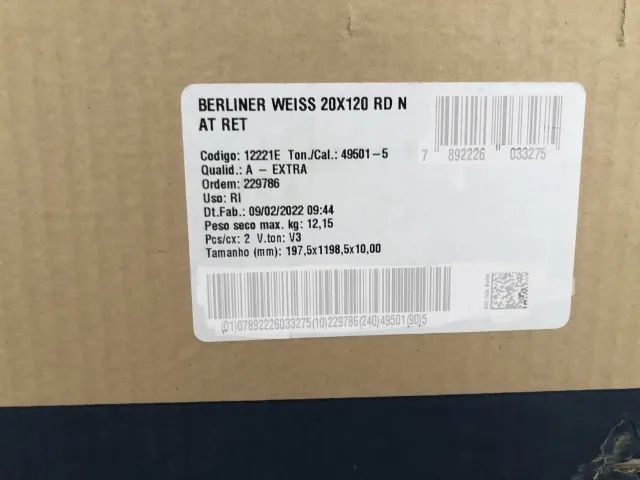 BERLINER WEISS 20X120 RD N
AT RET
Codigo: 12221E Ton./Cal.: 49501-5
Qualid.: A - EXTRA
Ordem: 229786
Uso: RI
Dt.Fab.: 09/02/2022 09:44
Peso seco max. kg: 12,15
Pcs/cx: 2 V.ton: V3
Tamanho (mm): 197,5x1198,5x10,00
7 892226 033275
(01)07892226033275(10)229786(240)49501(90)5